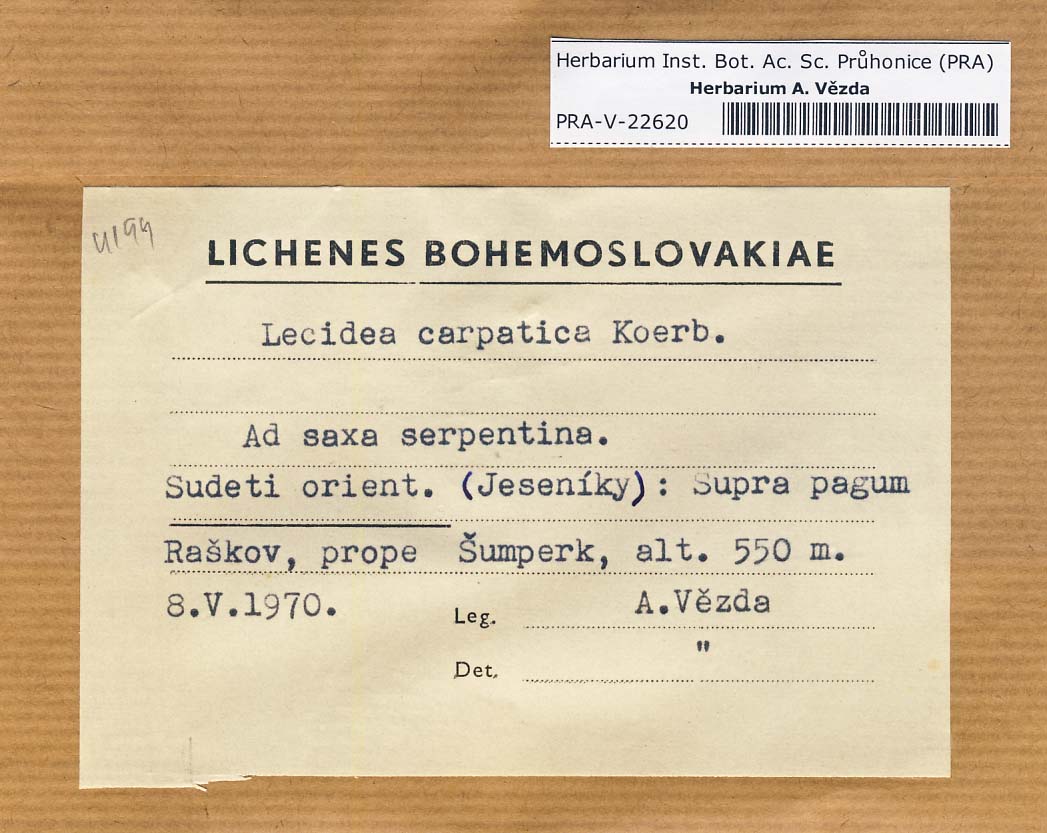 Herbarium Inst. Bot. Ac. Sc. Průhonice (PRA)
Herbarium A. Vězda
PRA-V-22620
LICHENES BOHEMOSLOVAKIAE
Lecidea carpatica Koerb.
Ad saxa serpentina.
Sudeti orient. (Jeseníky): Supra pagum
Raškov, prope Šumperk, alt. 550 m.
8.V.1970. Leg. A.Vězda
Det. "